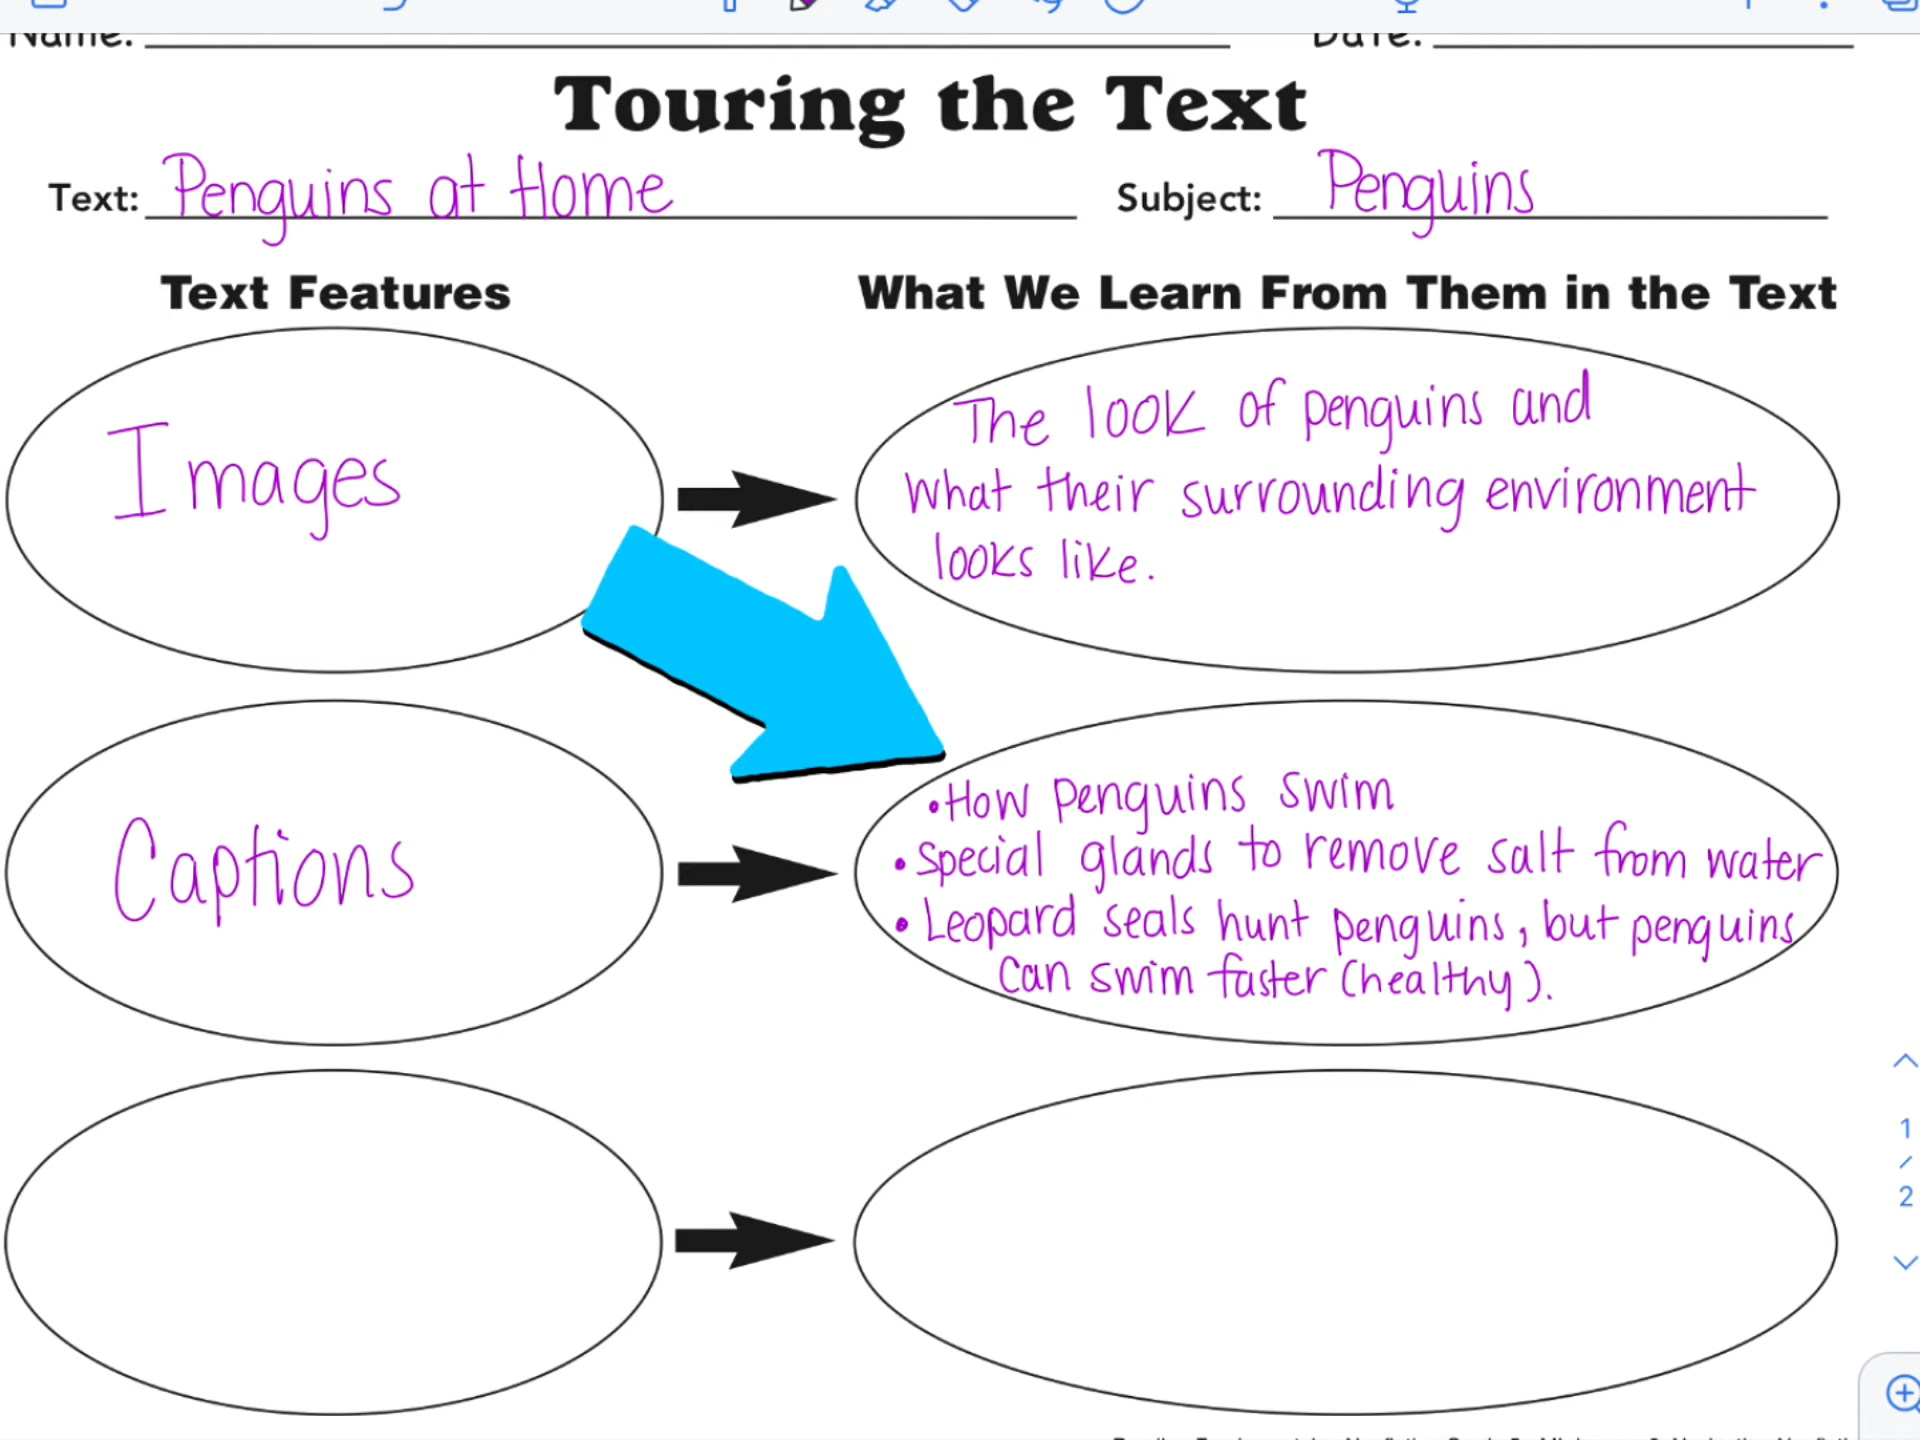 Name: Date:
Touring the Text
Text: Penguins at Home Subject: Penguins
Text Features What We Learn From Them in the Text
Images
The look of penguins and
what their surrounding environment
looks like.
Captions
•How penguins swim
•Special glands to remove salt from water
•Leopard seals hunt penguins, but penguins
can swim faster (healthy).
1
/
2